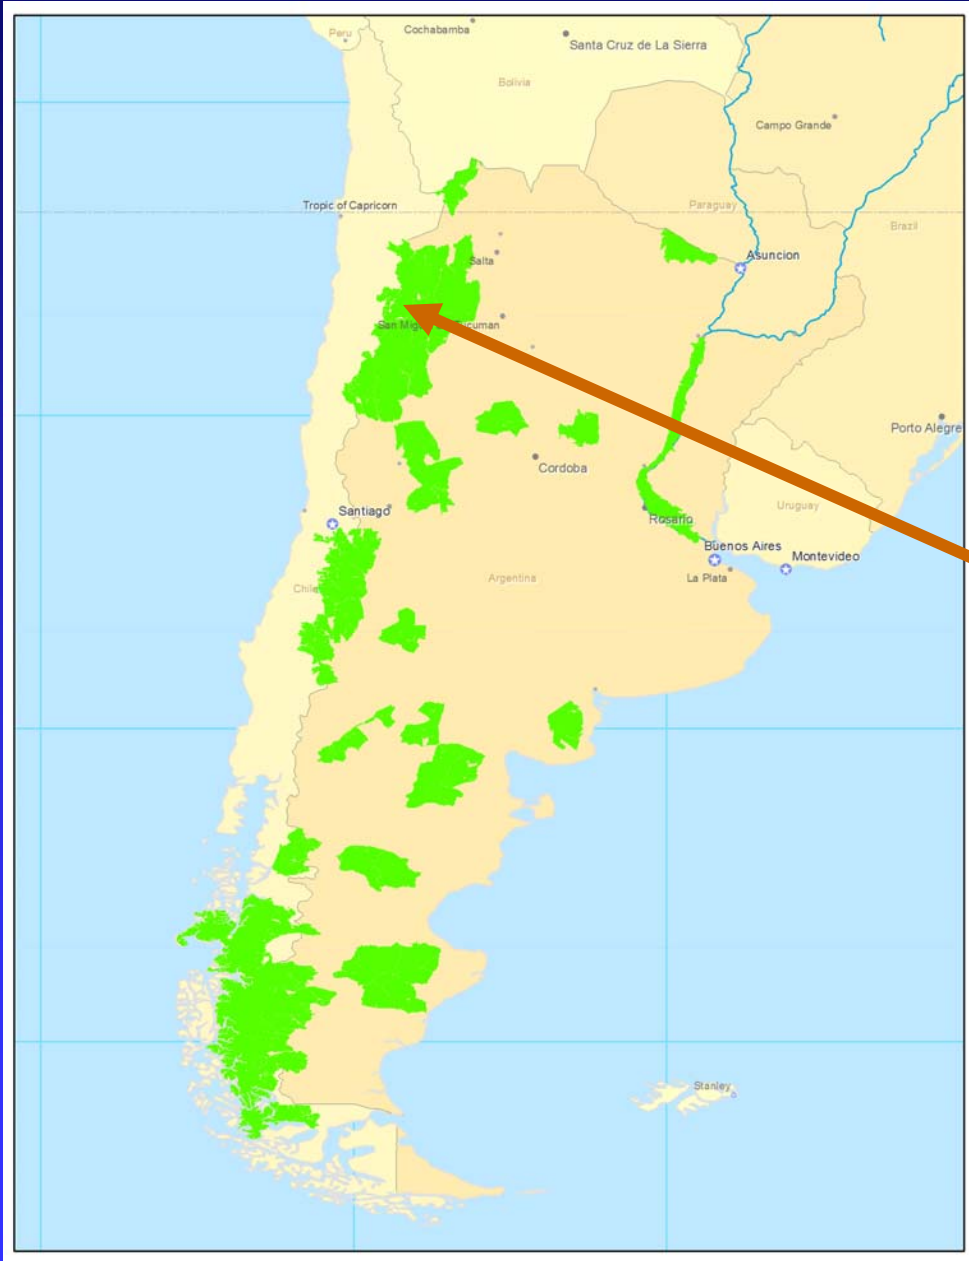 Peru
Cochabamba
Santa Cruz de La Sierra
Bolivia
Campo Grande
Tropic of Capricorn
Paraguay
Brazil
Salta
Asuncion
San Mig
Tucuman
Porto Alegre
Cordoba
Santiago
Rosario
Uruguay
Buenos Aires
Montevideo
La Plata
Argentina
Chile
Stanley